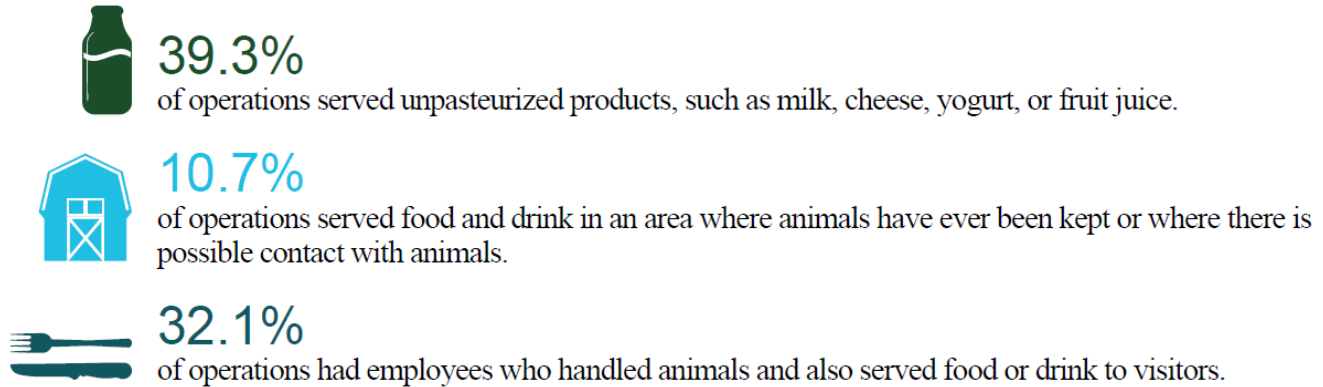 39.3%
of operations served unpasteurized products, such as milk, cheese, yogurt, or fruit juice.
10.7%
of operations served food and drink in an area where animals have ever been kept or where there is
possible contact with animals.
32.1%
of operations had employees who handled animals and also served food or drink to visitors.